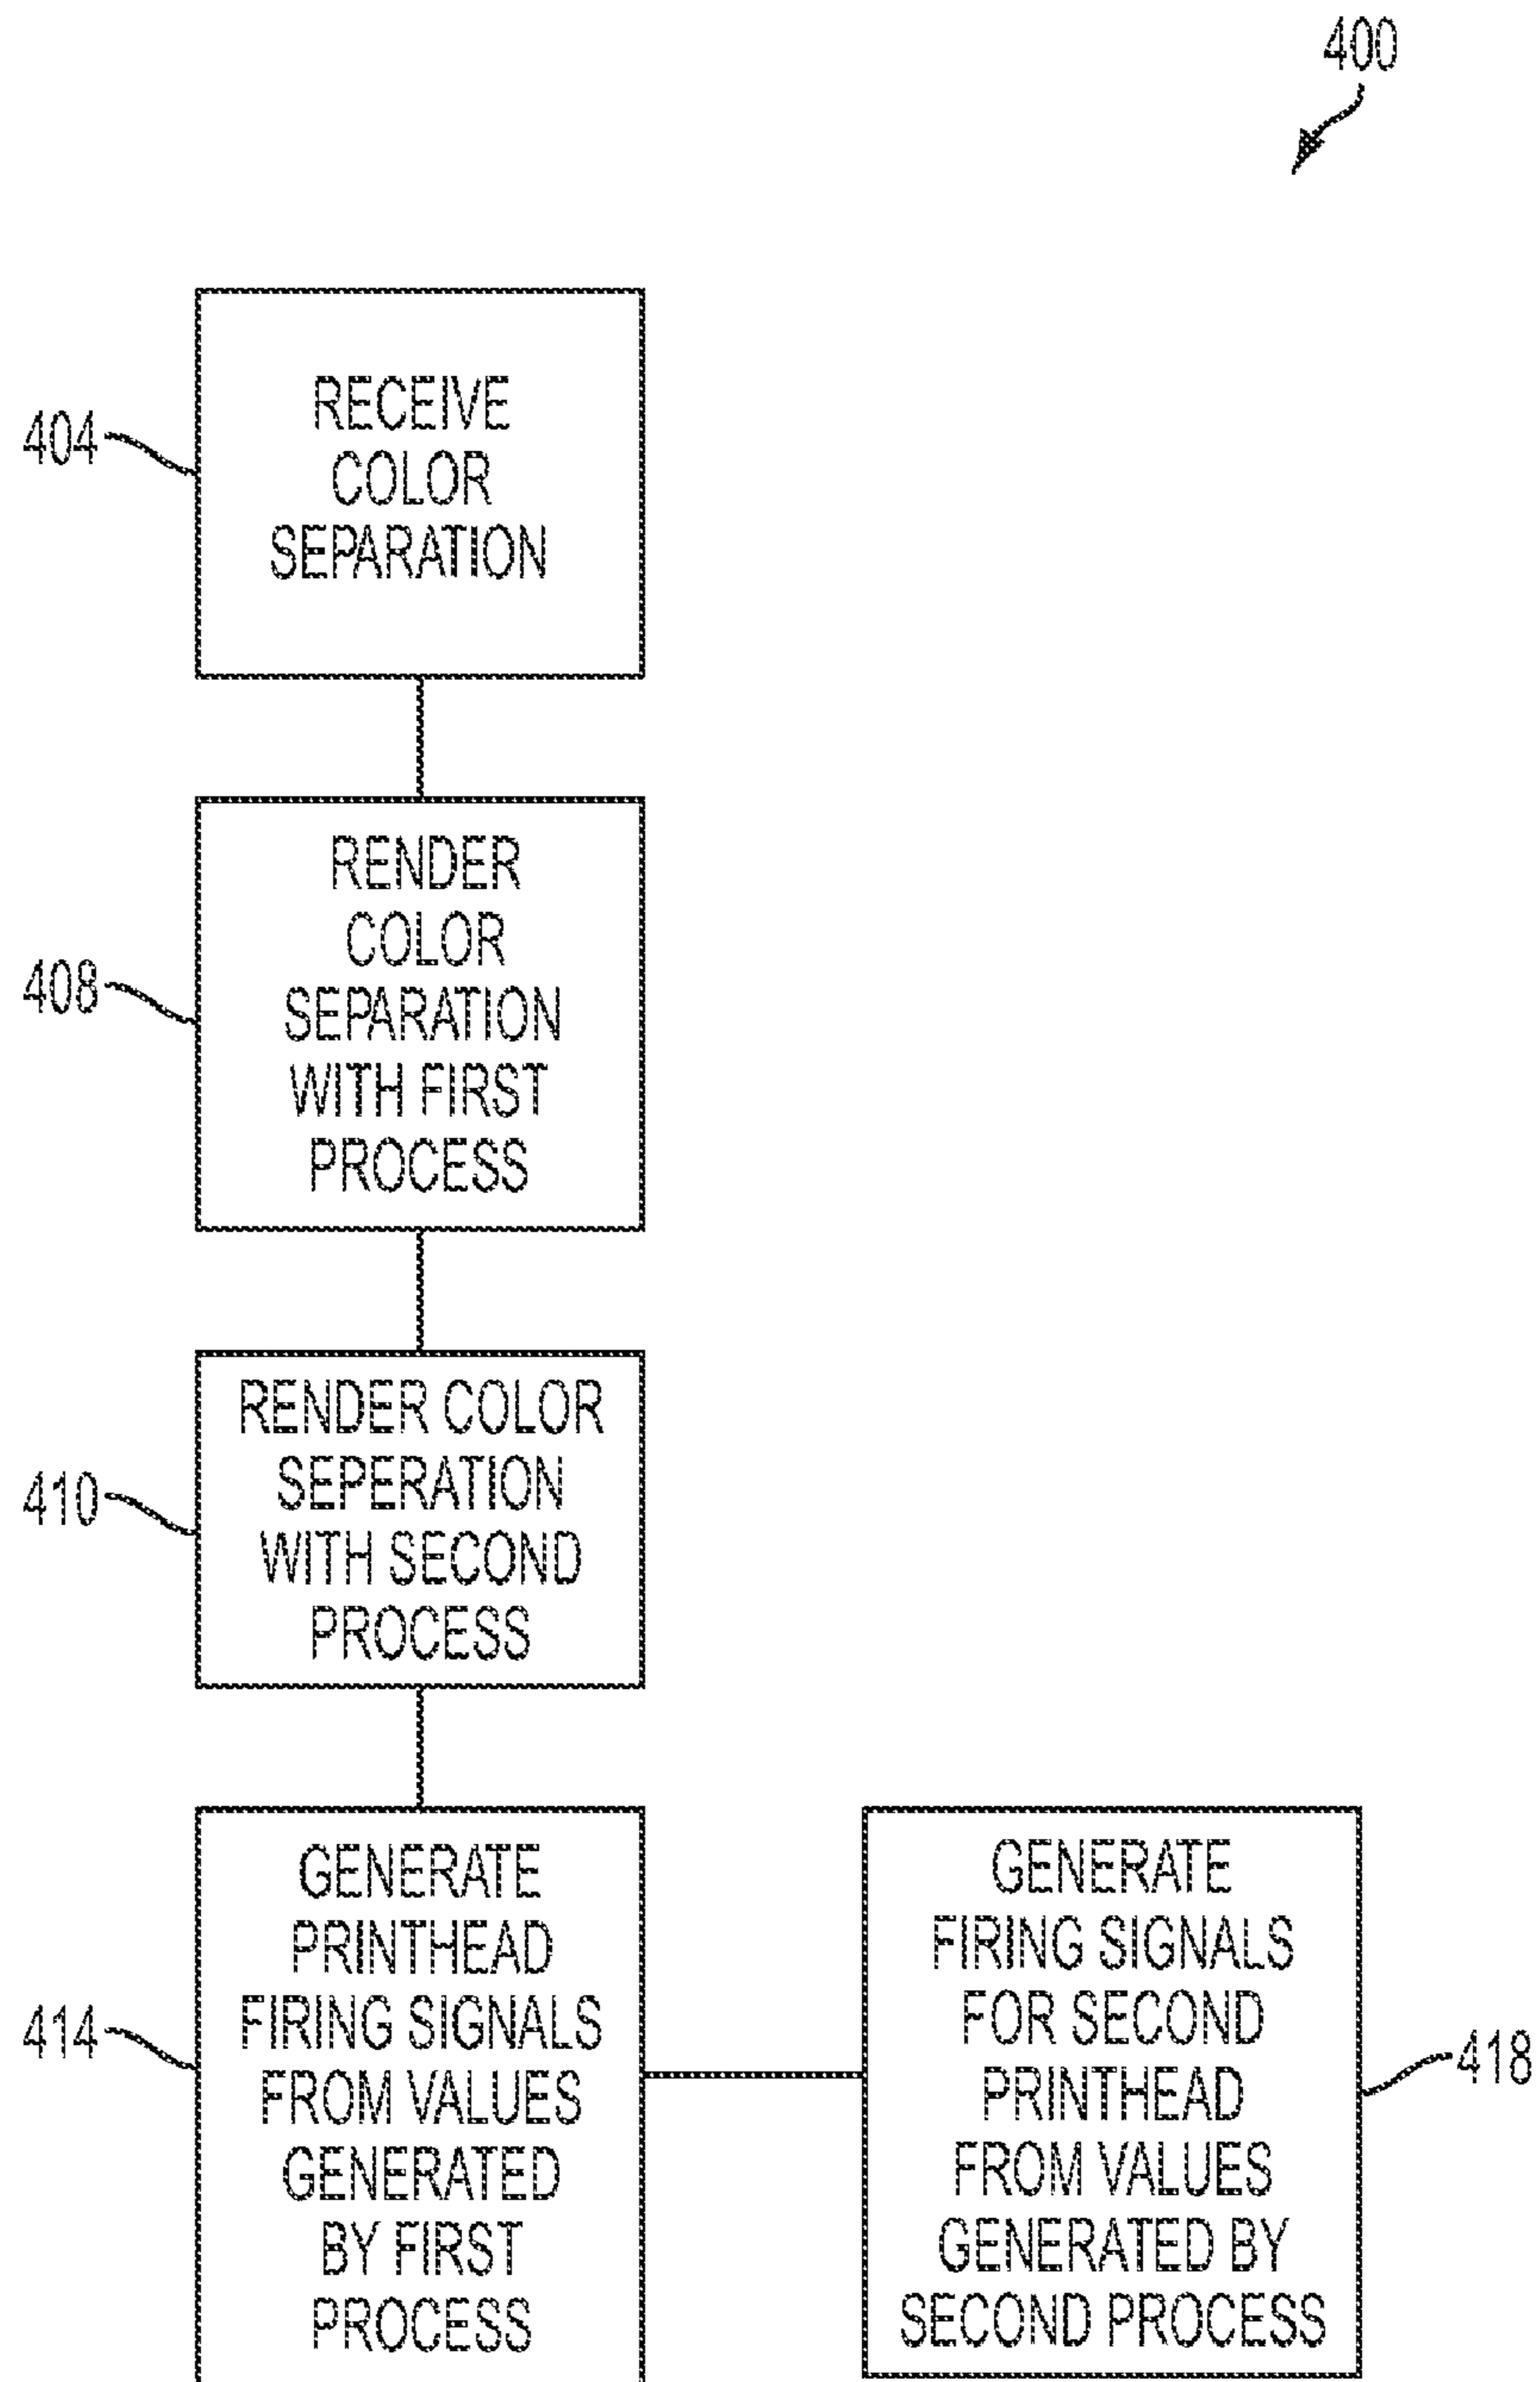 400
404
RECEIVE
COLOR
SEPARATION
408
RENDER
COLOR
SEPARATION
WITH FIRST
PROCESS
410
RENDER COLOR
SEPERATION
WITH SECOND
PROCESS
414
GENERATE
PRINTHEAD
FIRING SIGNALS
FROM VALUES
GENERATED
BY FIRST
PROCESS
GENERATE
FIRING SIGNALS
FOR SECOND
PRINTHEAD
FROM VALUES
GENERATED BY
SECOND PROCESS
418